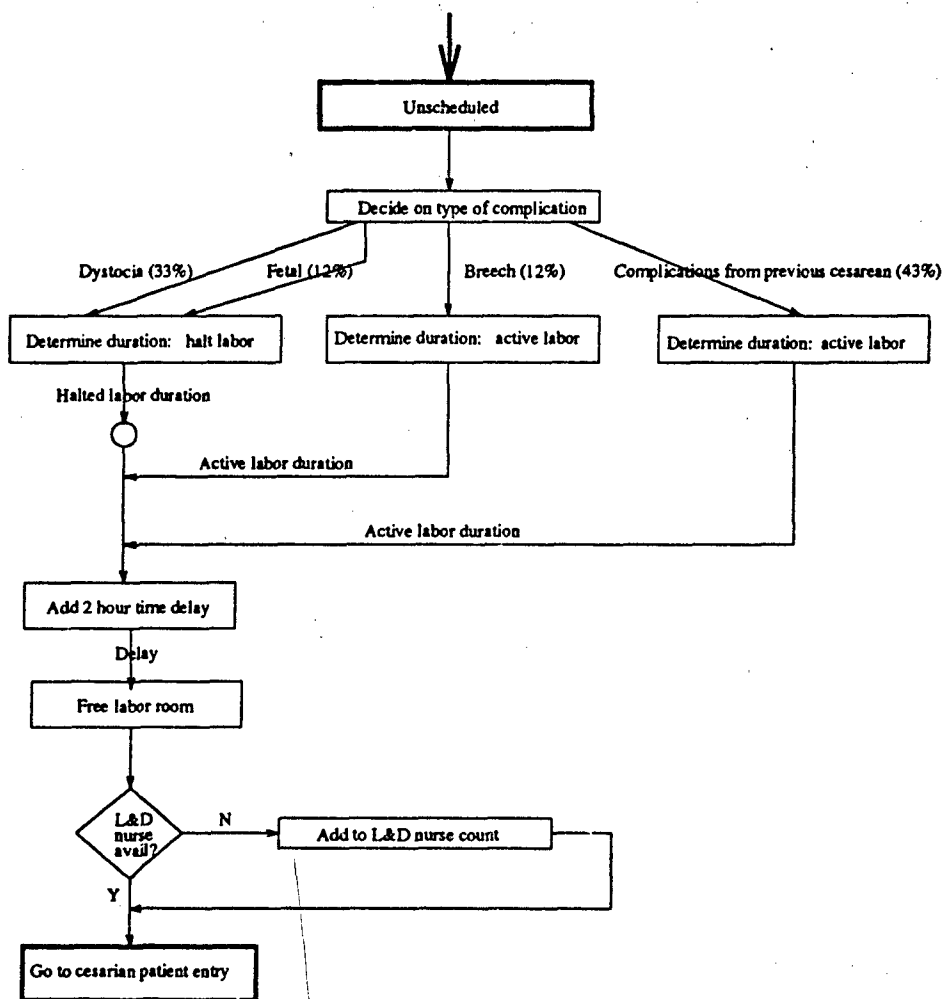 Unscheduled
Decide on type of complication
Dystocia (33%)
Fetal (12%)
Breech (12%)
Complications from previous cesarean (43%)
Determine duration: halt labor
Determine duration: active labor
Determine duration: active labor
Halted labor duration
Active labor duration
Active labor duration
Add 2 hour time delay
Delay
Free labor room
L&D
nurse
avail?
N
Add to L&D nurse count
Y
Go to cesarian patient entry